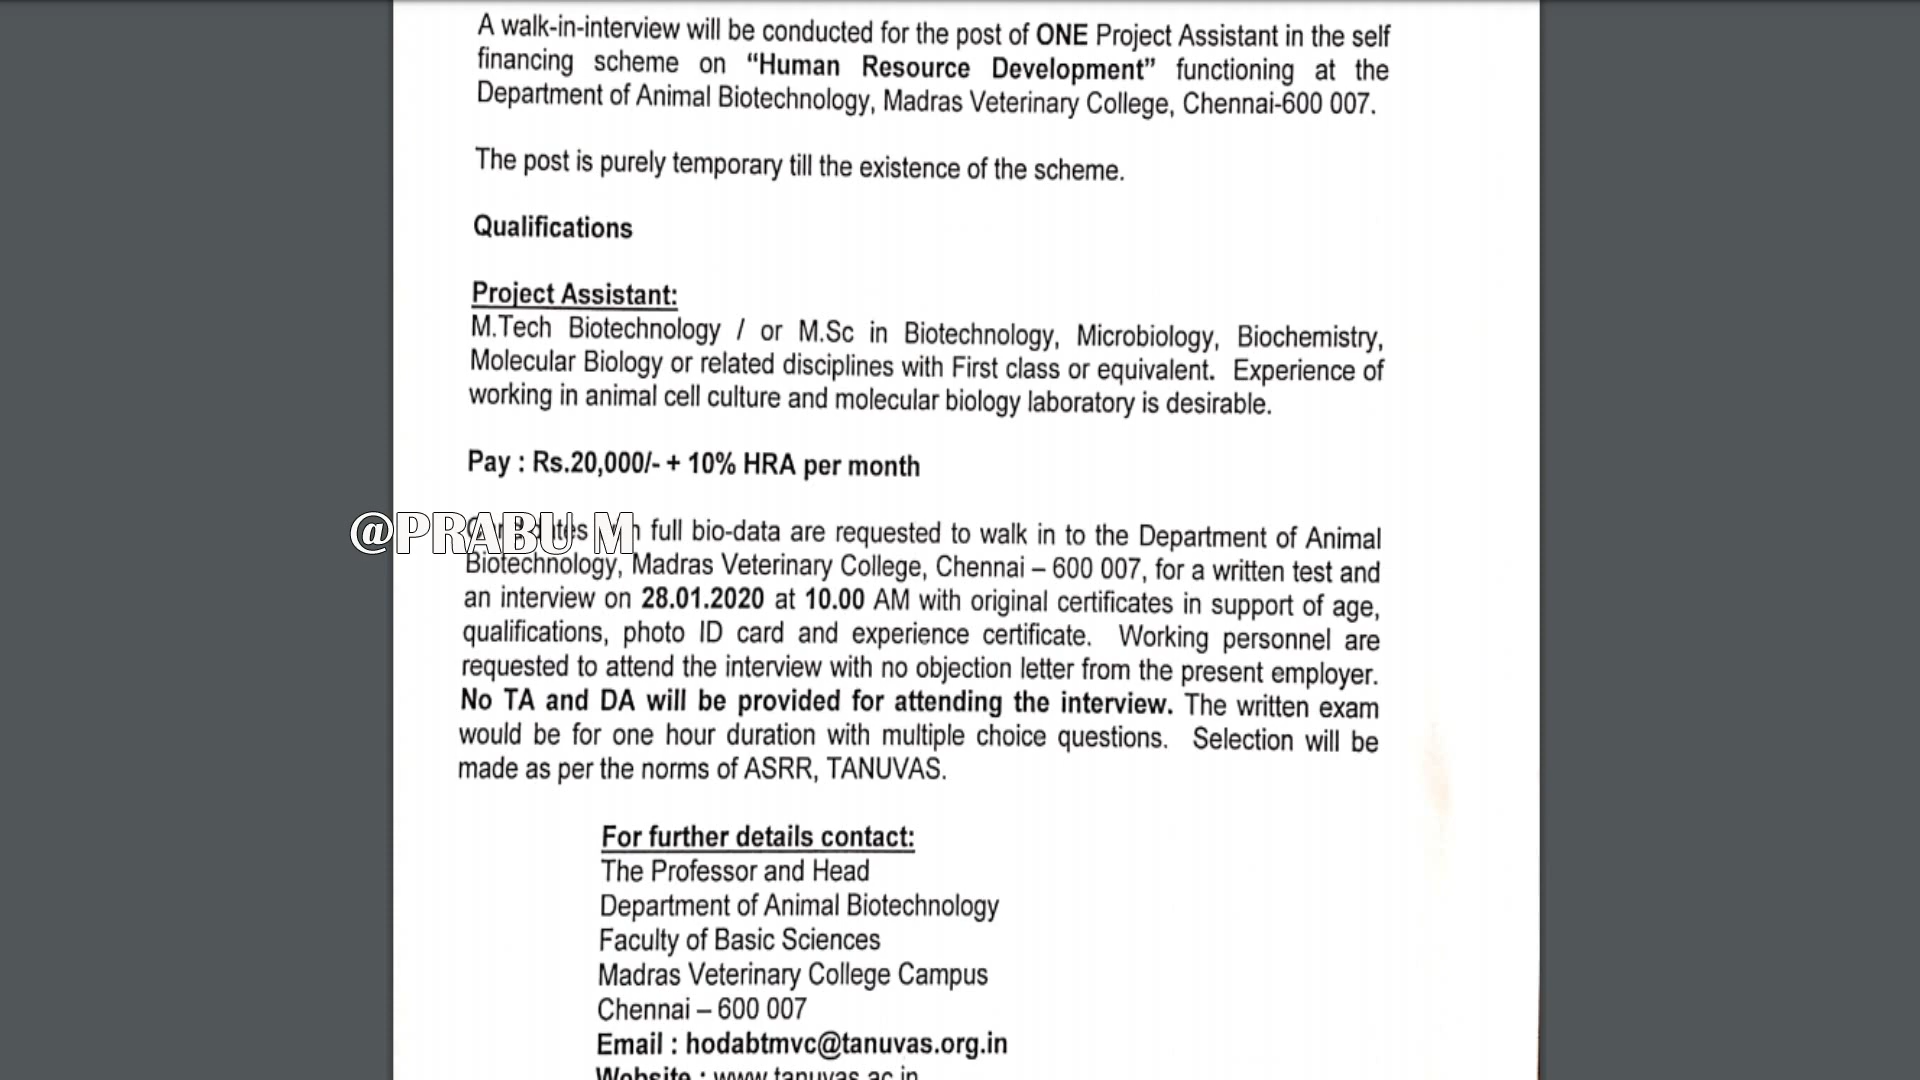 A walk-in-interview will be conducted for the post of ONE Project Assistant in the self
financing scheme on “Human Resource Development” functioning at the
Department of Animal Biotechnology, Madras Veterinary College, Chennai-600 007.
The post is purely temporary till the existence of the scheme.
Qualifications
Project Assistant:
M.Tech Biotechnology / or M.Sc in Biotechnology, Microbiology, Biochemistry,
Molecular Biology or related disciplines with First class or equivalent. Experience of
working in animal cell culture and molecular biology laboratory is desirable.
Pay : Rs.20,000/- + 10% HRA per month
@PRABU M
full bio-data are requested to walk in to the Department of Animal
Biotechnology, Madras Veterinary College, Chennai – 600 007, for a written test and
an interview on 28.01.2020 at 10.00 AM with original certificates in support of age,
qualifications, photo ID card and experience certificate. Working personnel are
requested to attend the interview with no objection letter from the present employer.
No TA and DA will be provided for attending the interview. The written exam
would be for one hour duration with multiple choice questions. Selection will be
made as per the norms of ASRR, TANUVAS.
For further details contact:
The Professor and Head
Department of Animal Biotechnology
Faculty of Basic Sciences
Madras Veterinary College Campus
Chennai – 600 007
Email : hodabtmvc@tanuvas.org.in
Website : www.tanuvas.ac.in